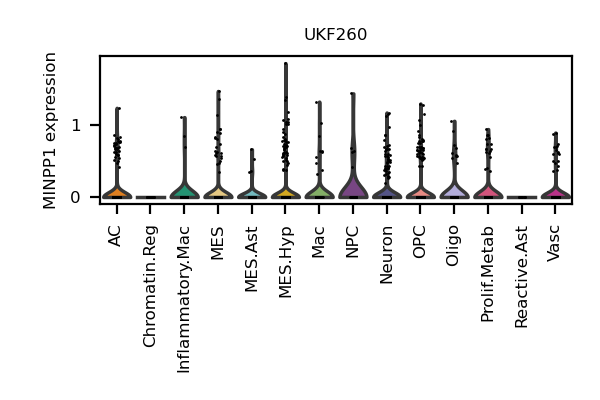 UKF260
MINPP1 expression
1
0
AC
Chromatin.Reg
Inflammatory.Mac
MES
MES.Ast
MES.Hyp
Mac
NPC
Neuron
OPC
Oligo
Prolif.Metab
Reactive.Ast
Vasc